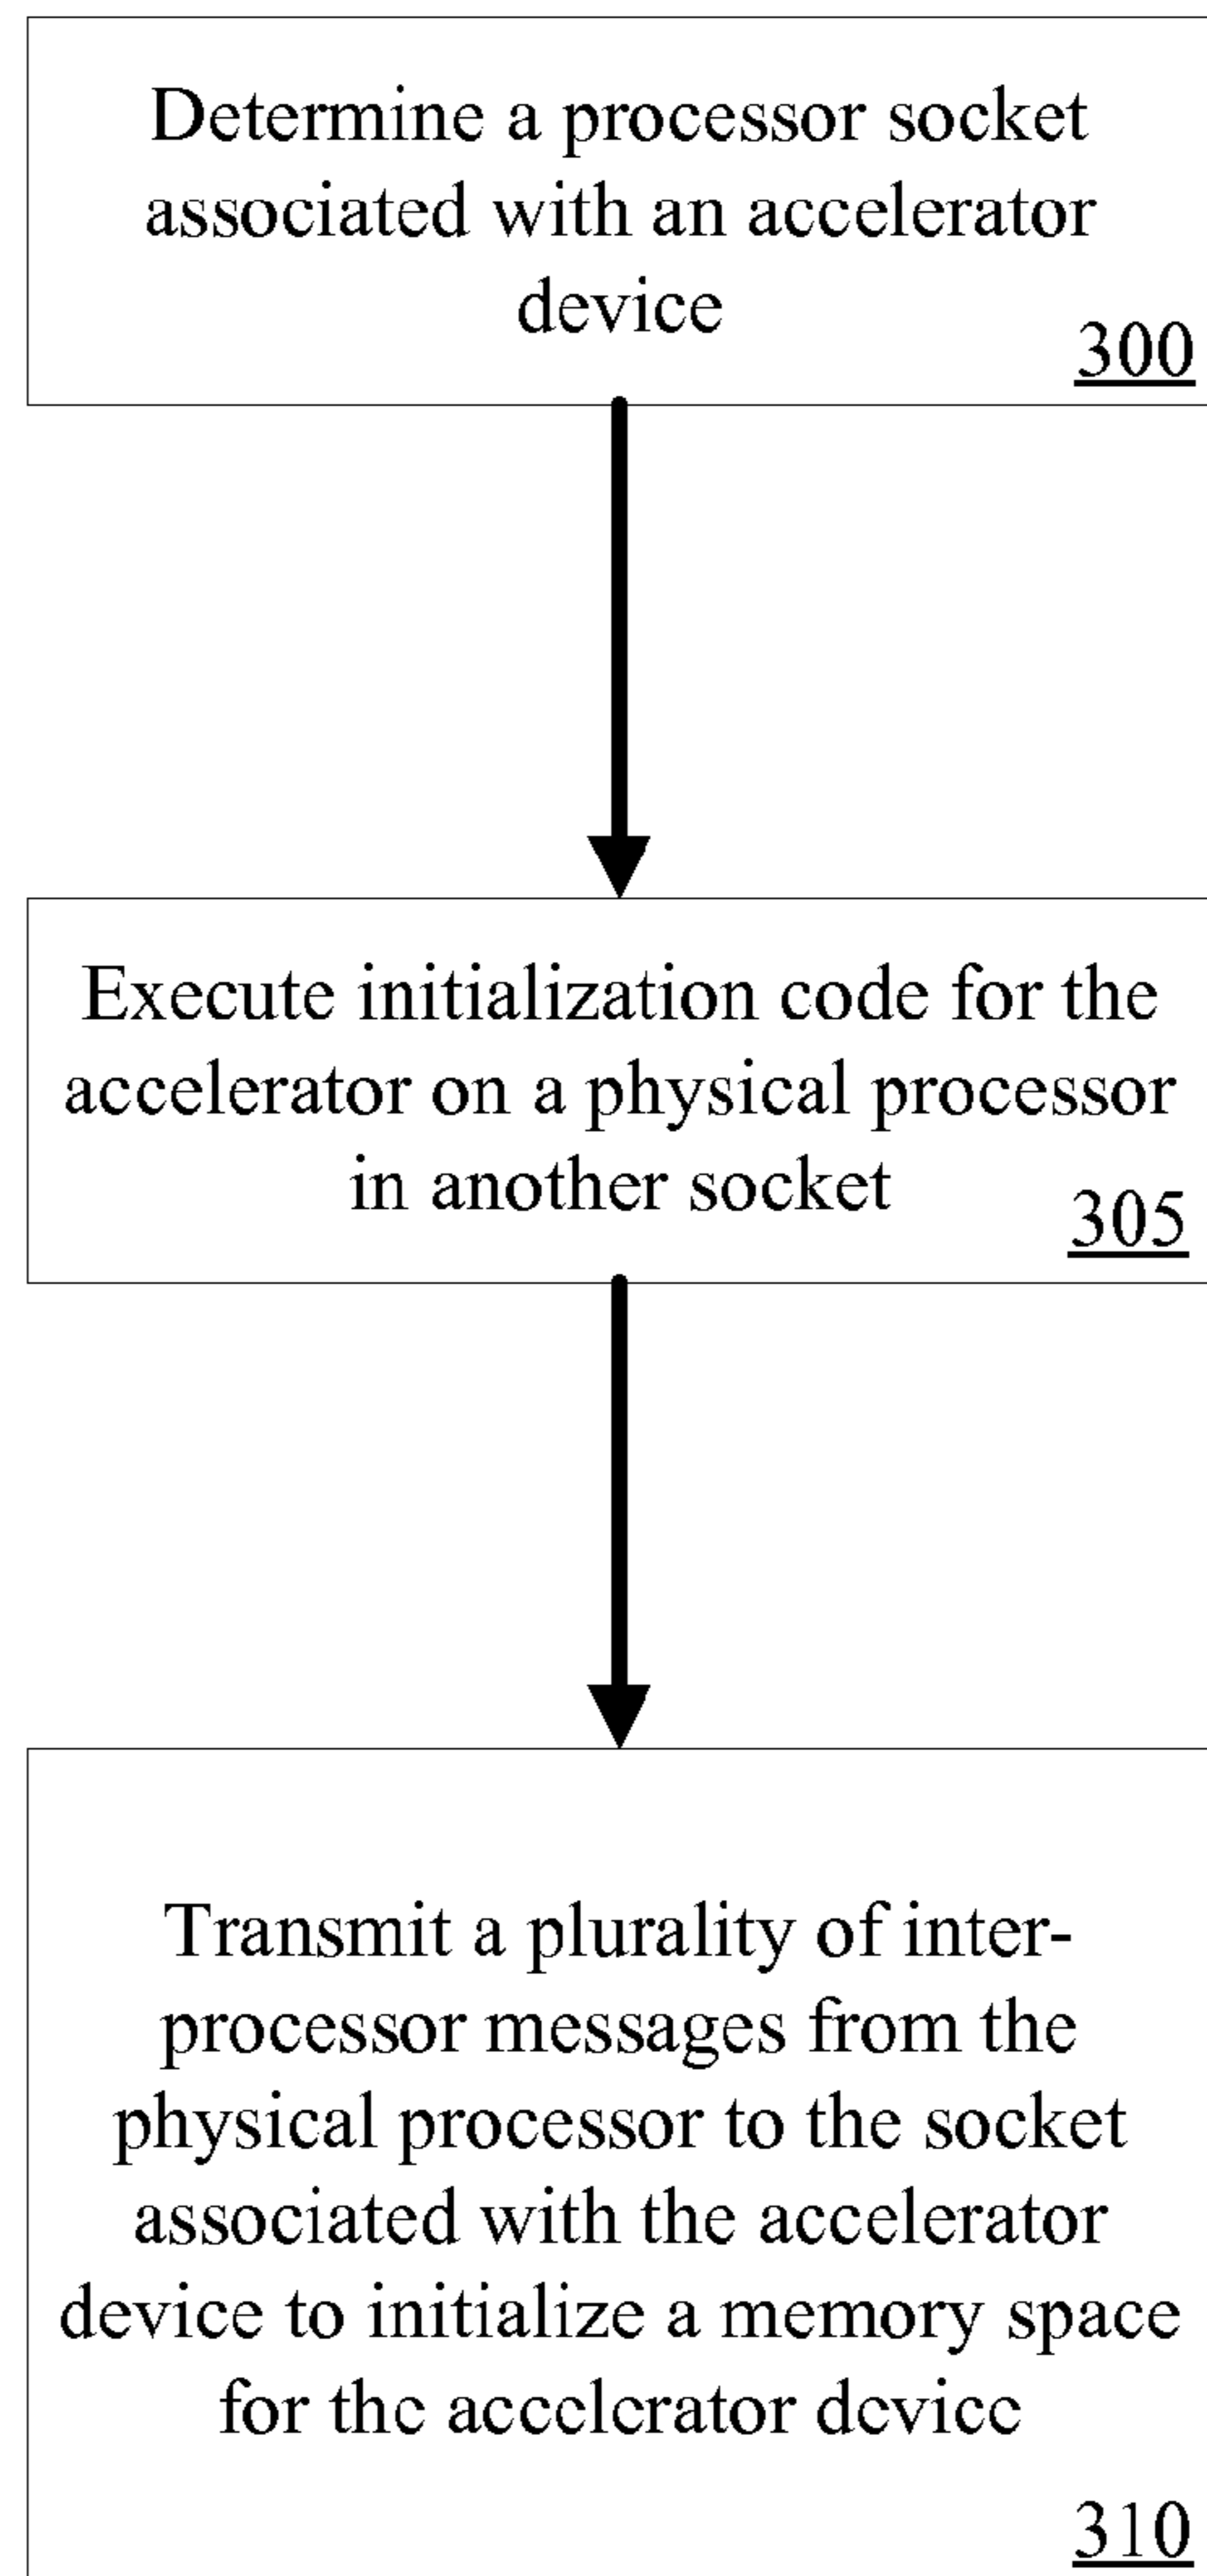 Determine a processor socket
associated with an accelerator
device
300
Execute initialization code for the
accelerator on a physical processor
in another socket
305
Transmit a plurality of inter-
processor messages from the
physical processor to the socket
associated with the accelerator
device to initialize a memory space
for the accelerator device
310